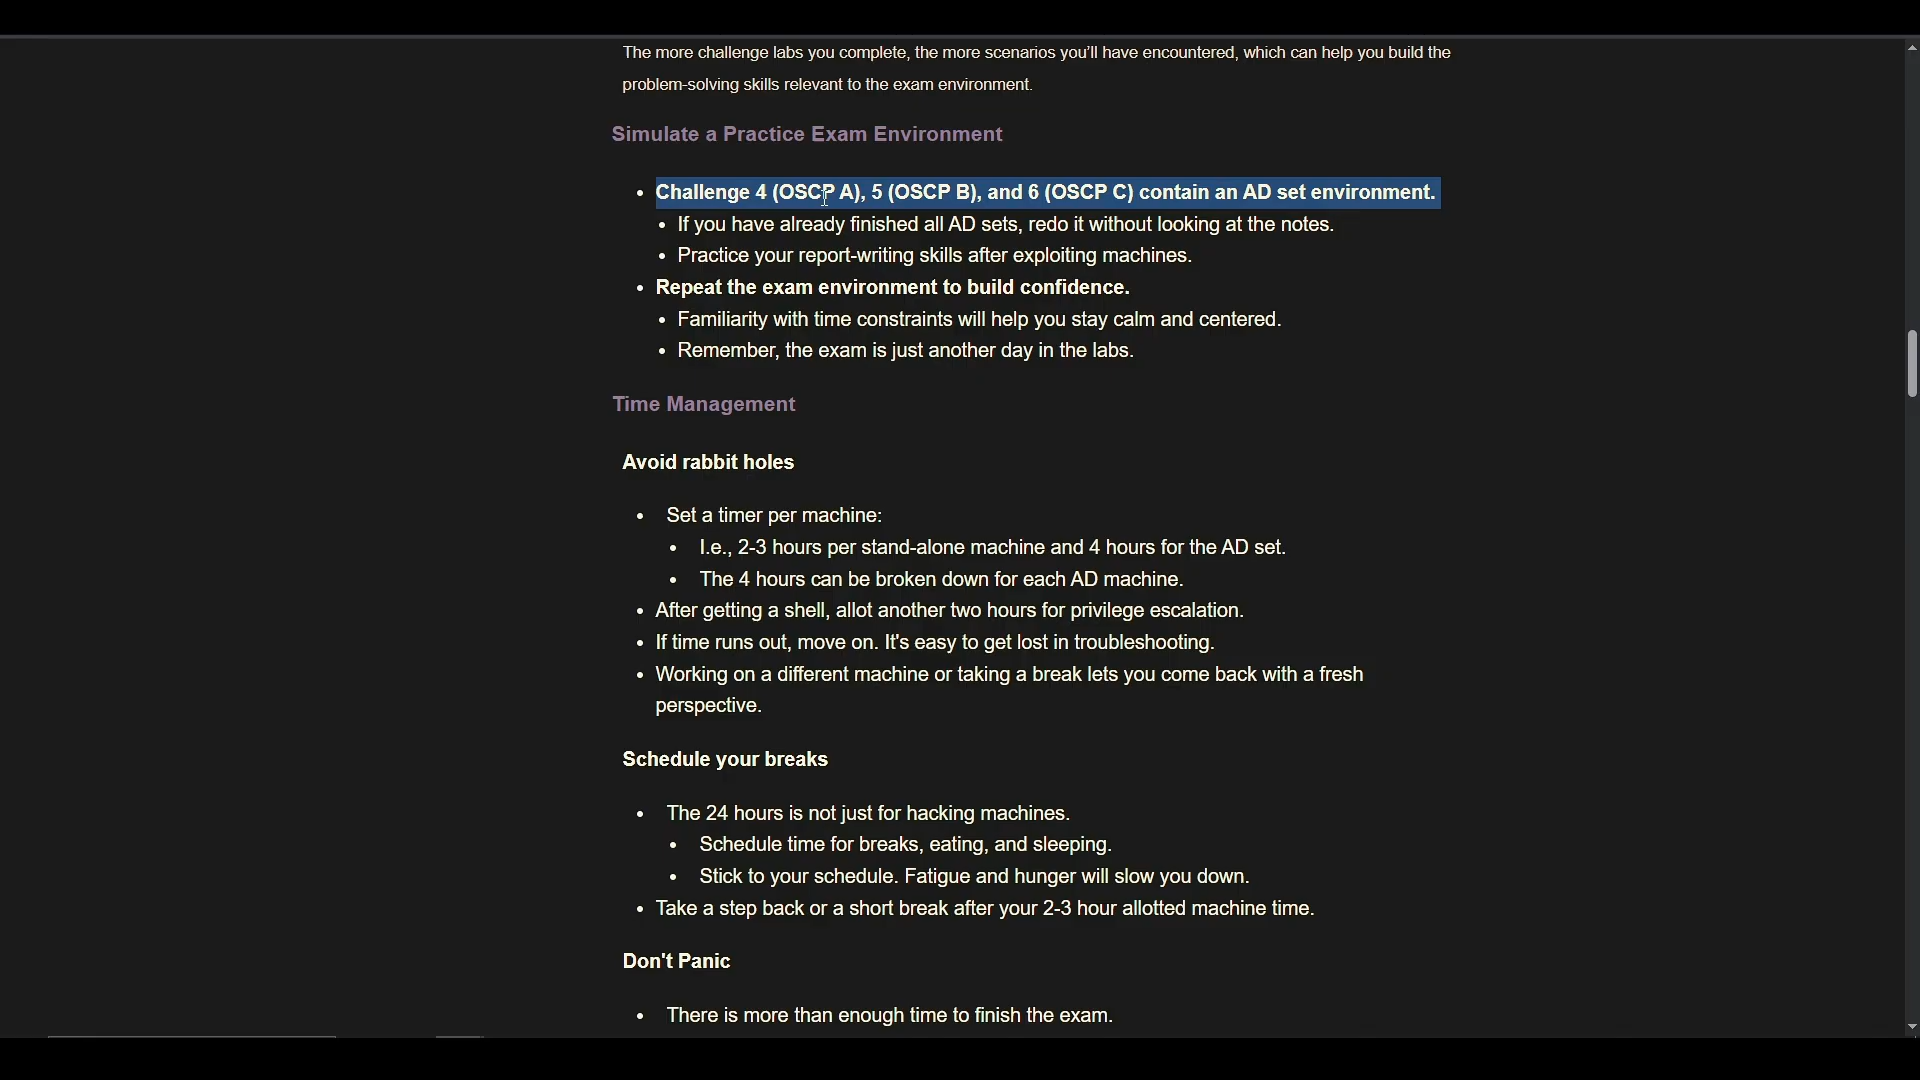 The more challenge labs you complete, the more scenarios you'll have encountered, which can help you build the
problem-solving skills relevant to the exam environment.
Simulate a Practice Exam Environment
• Challenge 4 (OSCP A), 5 (OSCP B), and 6 (OSCP C) contain an AD set environment.
• If you have already finished all AD sets, redo it without looking at the notes.
• Practice your report-writing skills after exploiting machines.
• Repeat the exam environment to build confidence.
• Familiarity with time constraints will help you stay calm and centered.
• Remember, the exam is just another day in the labs.
Time Management
Avoid rabbit holes
• Set a timer per machine:
• I.e., 2-3 hours per stand-alone machine and 4 hours for the AD set.
• The 4 hours can be broken down for each AD machine.
• After getting a shell, allot another two hours for privilege escalation.
• If time runs out, move on. It's easy to get lost in troubleshooting.
• Working on a different machine or taking a break lets you come back with a fresh
perspective.
Schedule your breaks
• The 24 hours is not just for hacking machines.
• Schedule time for breaks, eating, and sleeping.
• Stick to your schedule. Fatigue and hunger will slow you down.
• Take a step back or a short break after your 2-3 hour allotted machine time.
Don't Panic
• There is more than enough time to finish the exam.